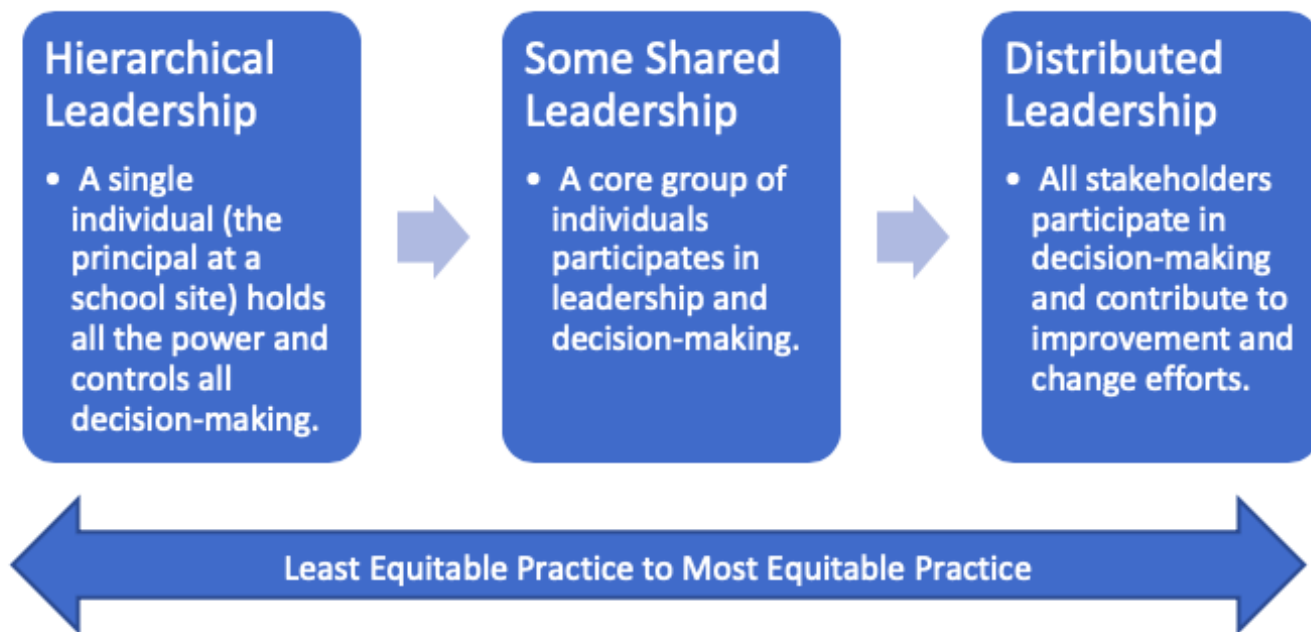 Hierarchical
Leadership
• A single
individual (the
principal at a
school site) holds
all the power and
controls all
decision-making.
Some Shared
Leadership
• A core group of
individuals
participates in
leadership and
decision-making.
Distributed
Leadership
• All stakeholders
participate in
decision-making
and contribute to
improvement and
change efforts.
Least Equitable Practice to Most Equitable Practice